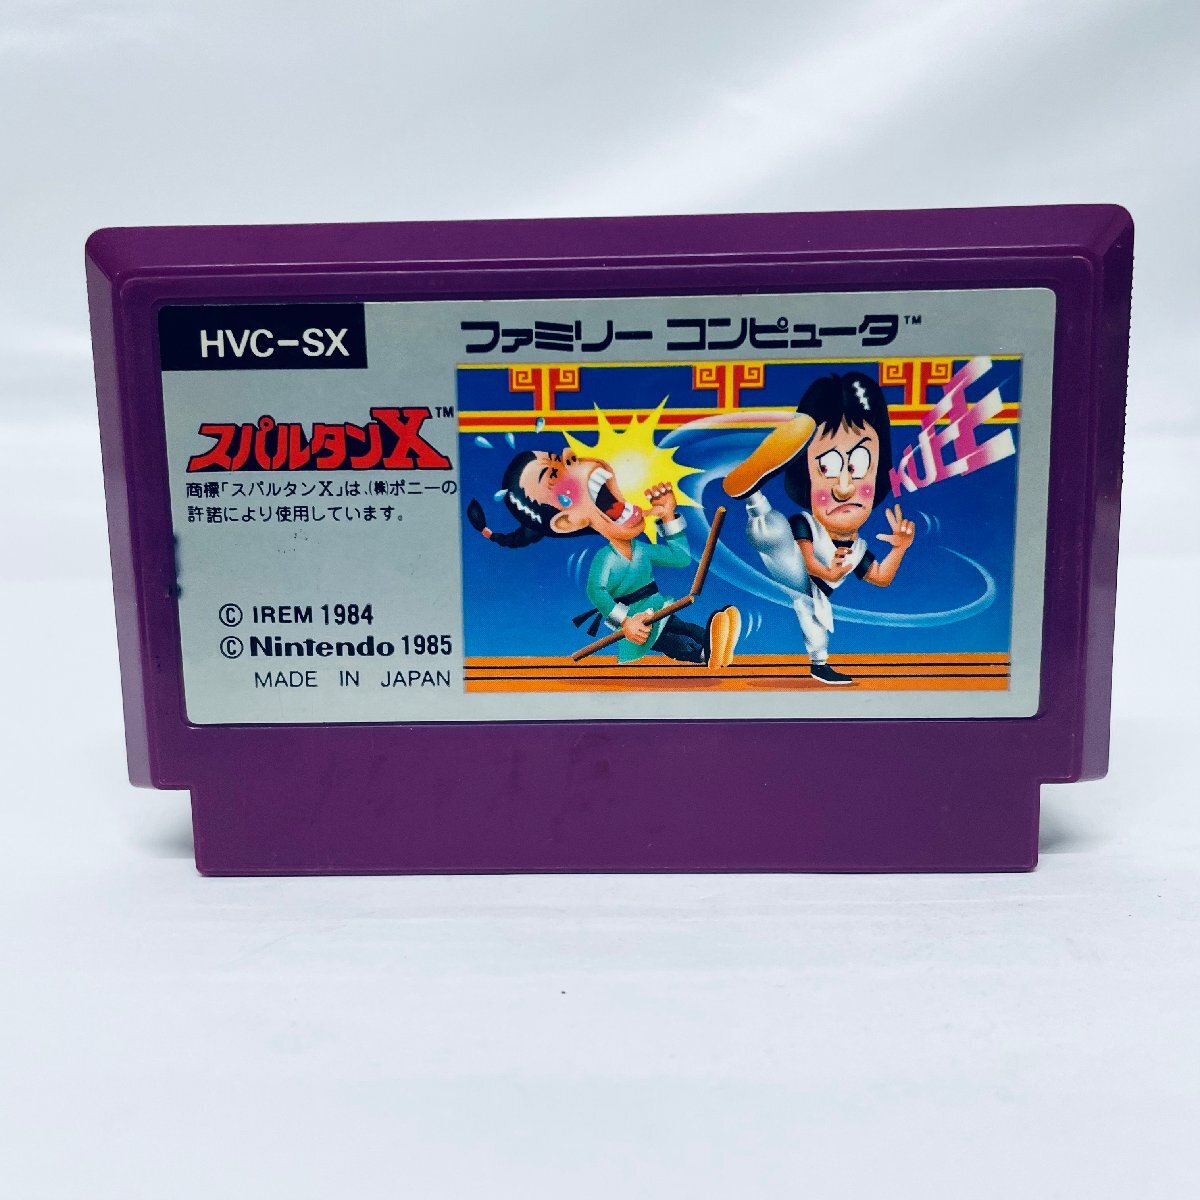 HVC-SX
ファミリー コンピュータ™
スパルタンX™
商標「スパルタンX」は、(株)ポニーの
許諾により使用しています。
KUEEE
© IREM 1984
© Nintendo 1985
MADE IN JAPAN